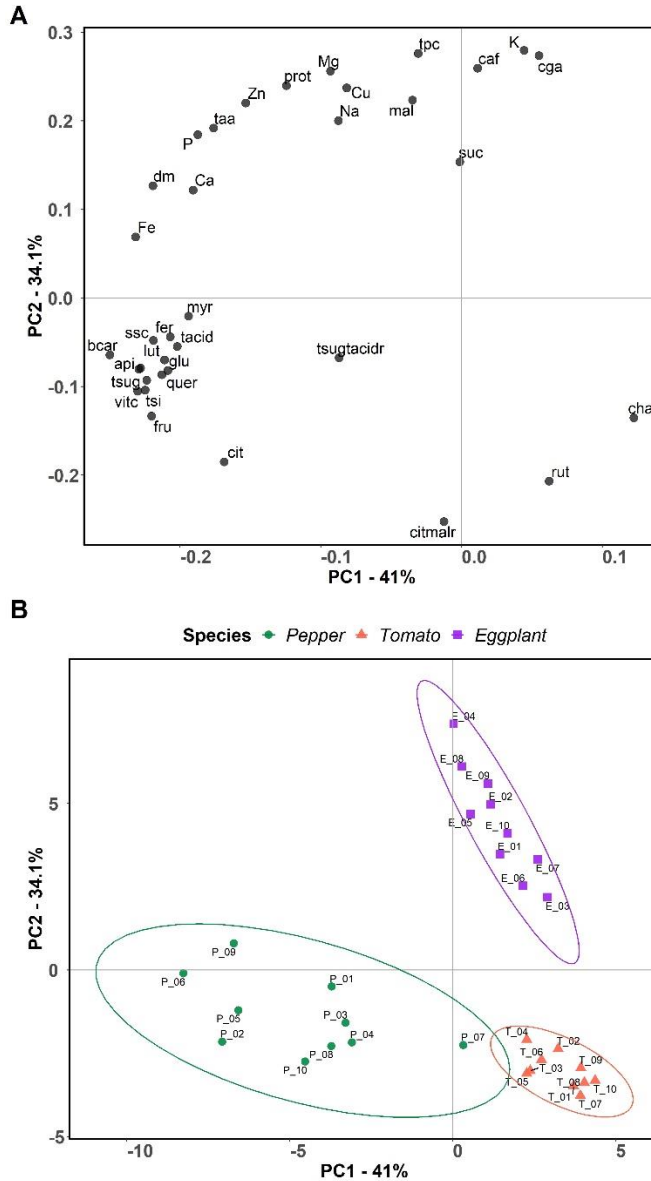 A
0.3
tpc
K
Mg
caf
cga
prot
Cu
Zn
Na
mal
0.2
taa
P
suc
dm
Ca
0.1
Fe
PC2 - 34.1%
0.0
myr
ssc
fer
tacid
bcar
lut
glu
tsugtacidr
api
-0.1
tsug
quer
vitc
tsi
cha
fru
cit
rut
-0.2
citmalr
-0.2
-0.1
0.0
0.1
PC1 - 41%
B
Species Pepper Tomato Eggplant
E_04
E_08
E_09
E_02
5
E_05
E_10
E_01
E_07
E_06
E_03
PC2 - 34.1%
P_09
0
P_06
P_01
P_05
P_03
P_07
T_04
T_02
P_02
P_04
T_06
P_08
T_09
P_10
T_03
T_05
T_08
T_10
T_01
T_07
-5
-10
-5
0
5
PC1 - 41%